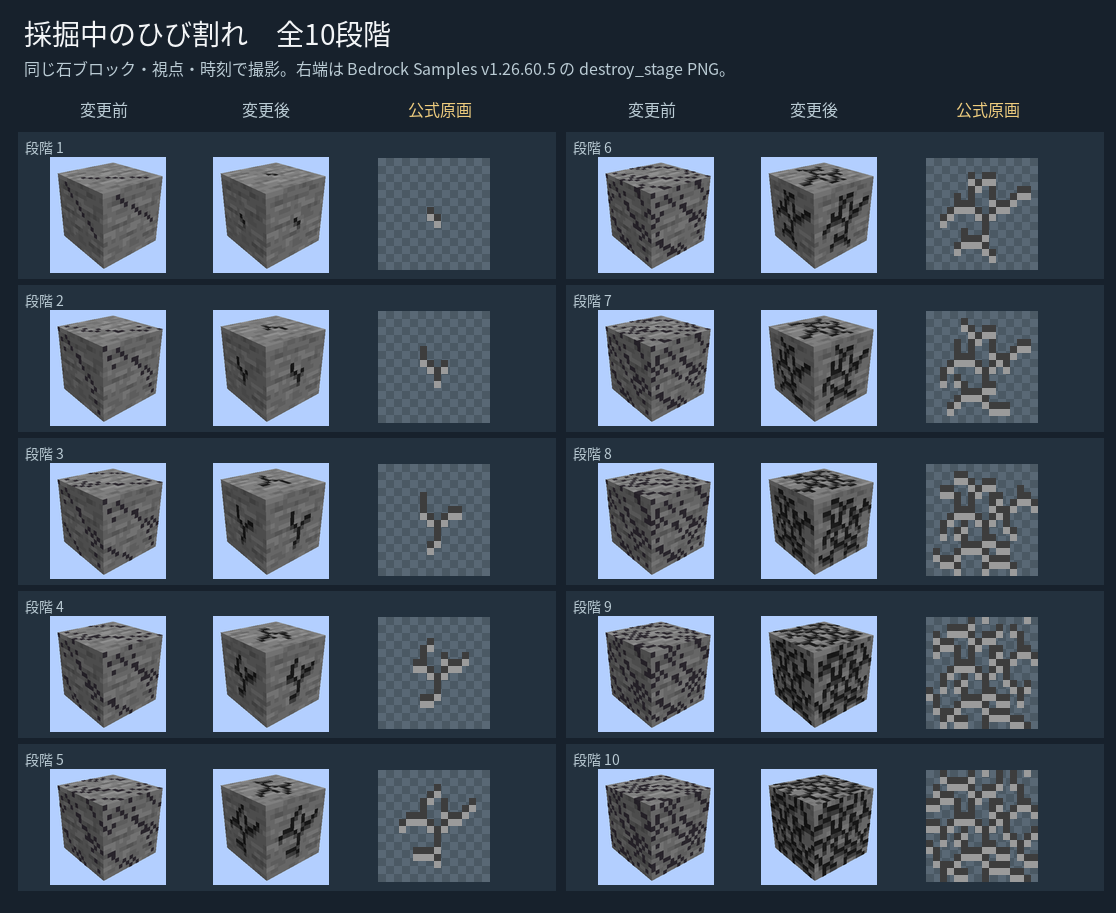 採掘中のひび割れ　全10段階
同じ石ブロック・視点・時刻で撮影。右端は Bedrock Samples v1.26.60.5 の destroy_stage PNG。
変更前 変更後 公式原画 変更前 変更後 公式原画
段階 1
段階 6
段階 2
段階 7
段階 3
段階 8
段階 4
段階 9
段階 5
段階 10